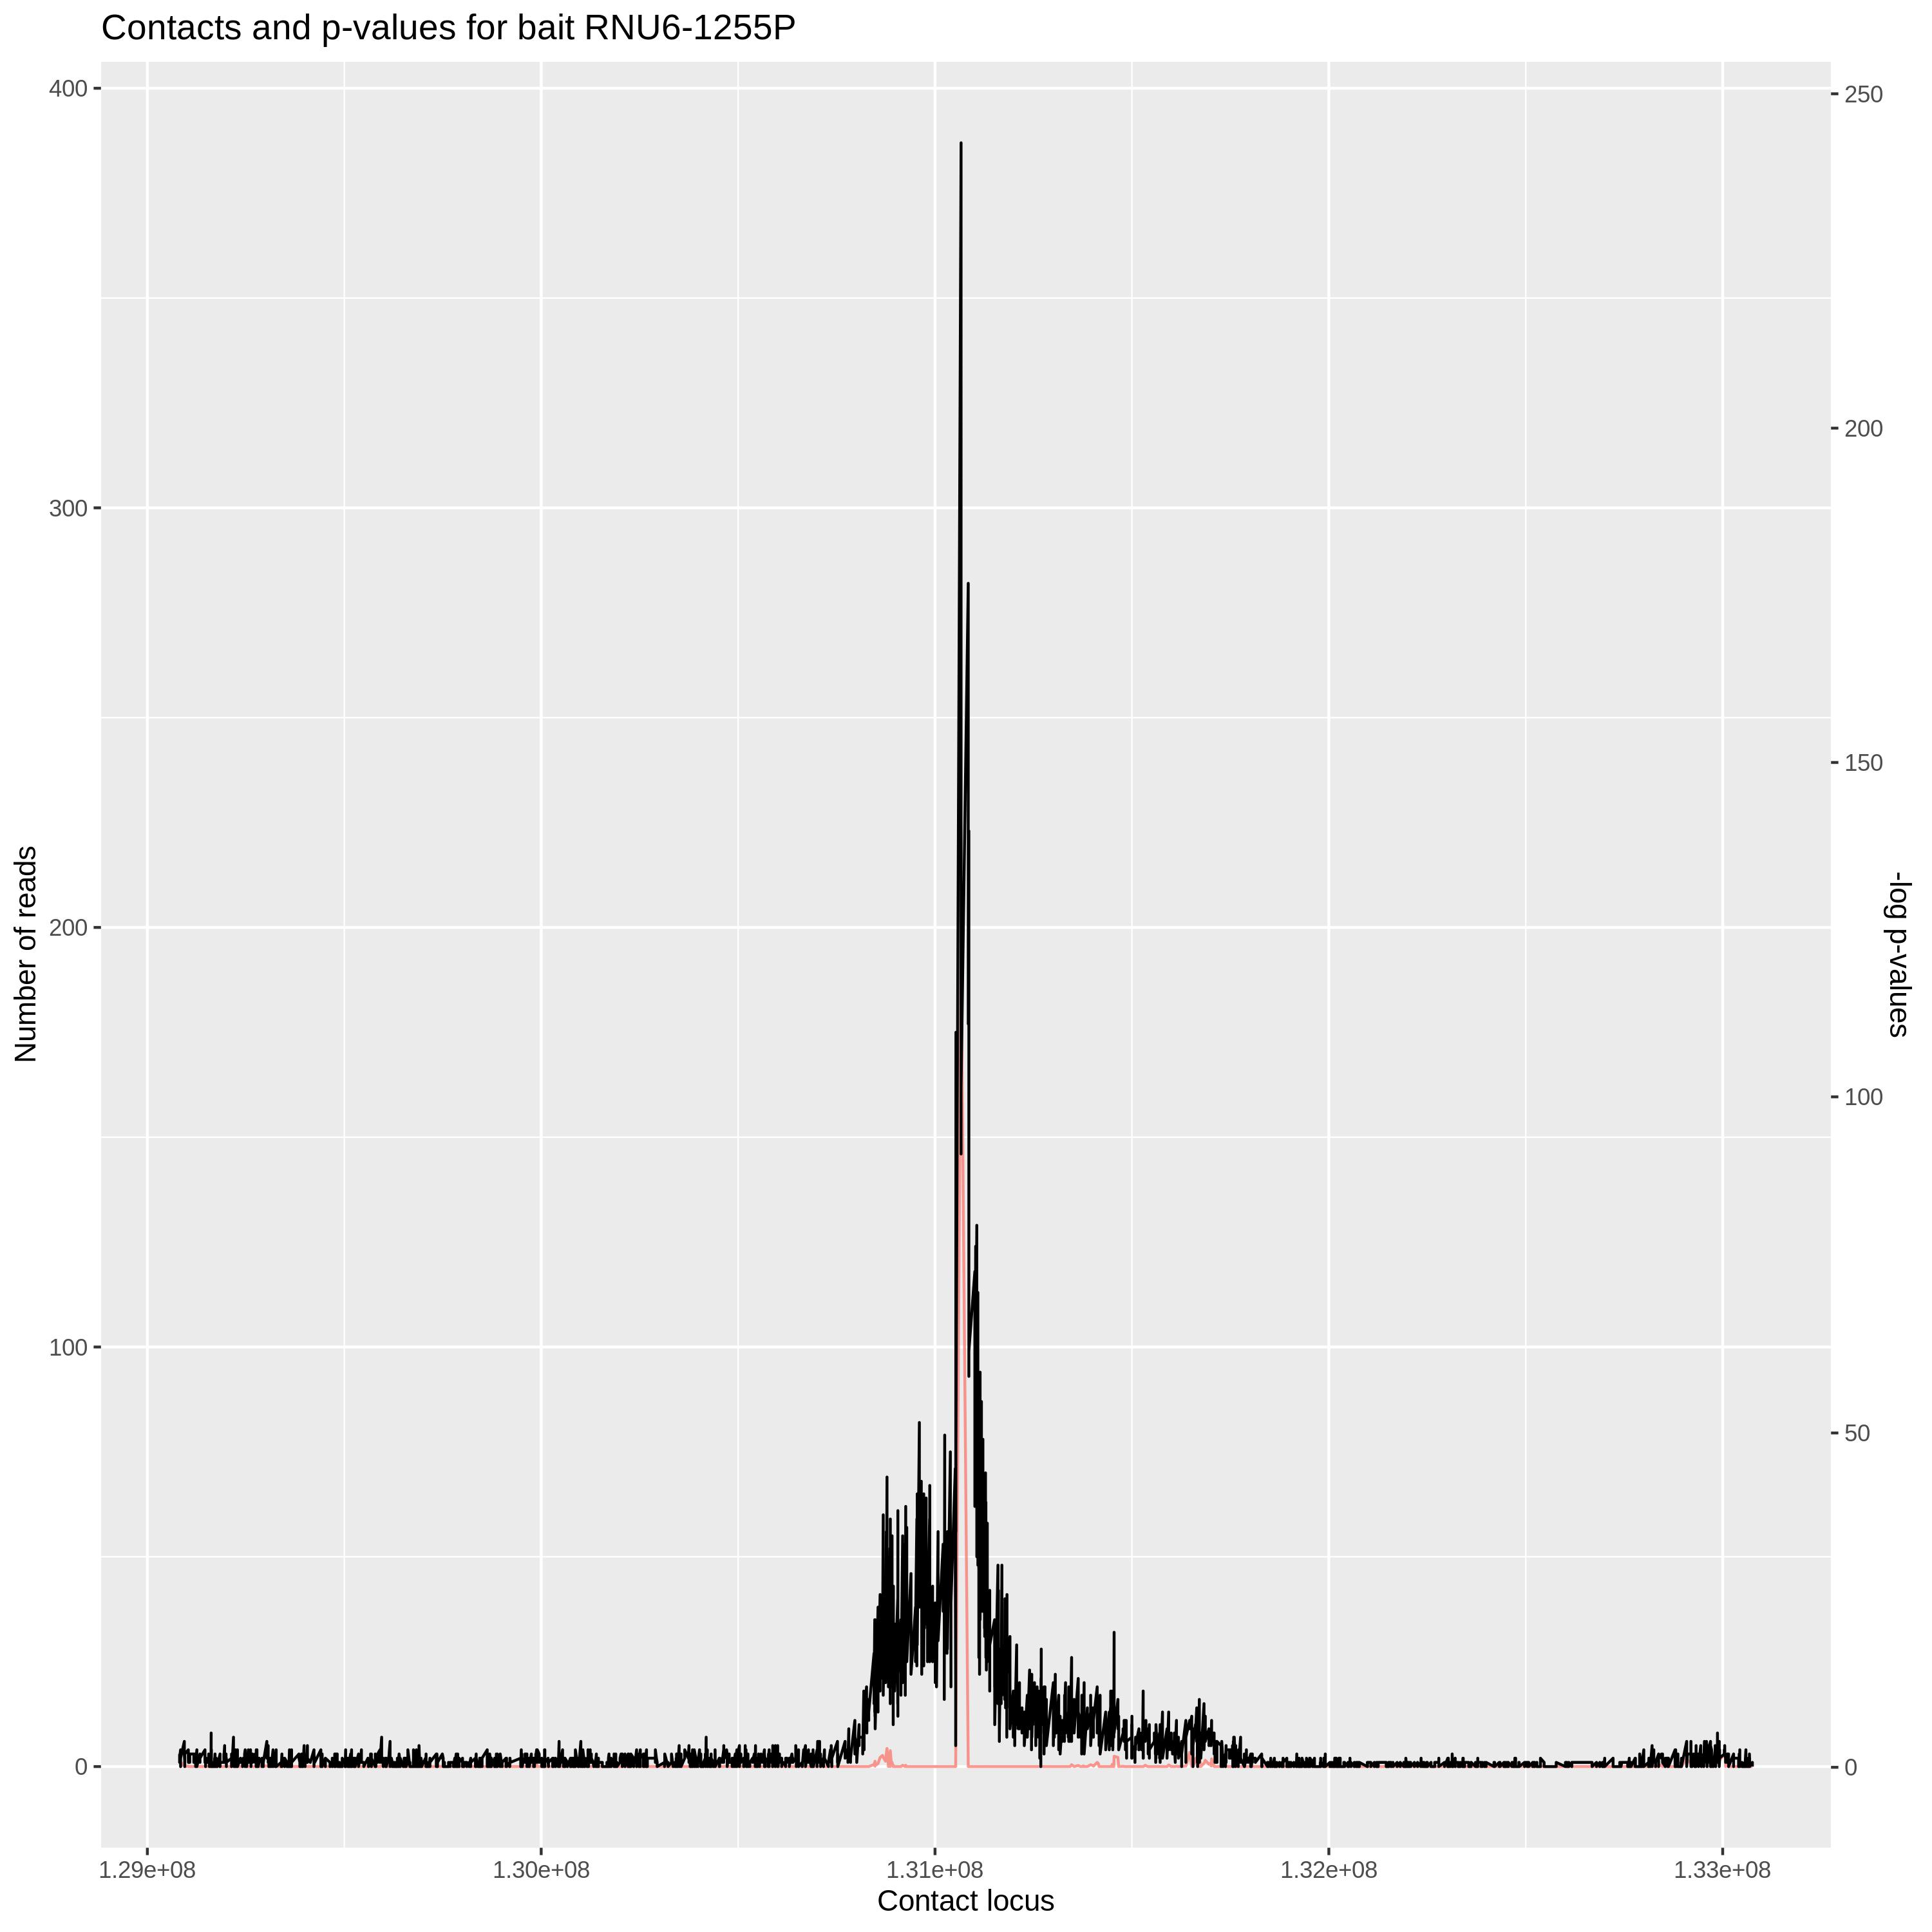 Contacts and p-values for bait RNU6-1255P
400
300
200
100
0
Number of reads
250
200
150
100
50
0
-log p-values
1.29e+08 1.30e+08 1.31e+08 1.32e+08 1.33e+08
Contact locus